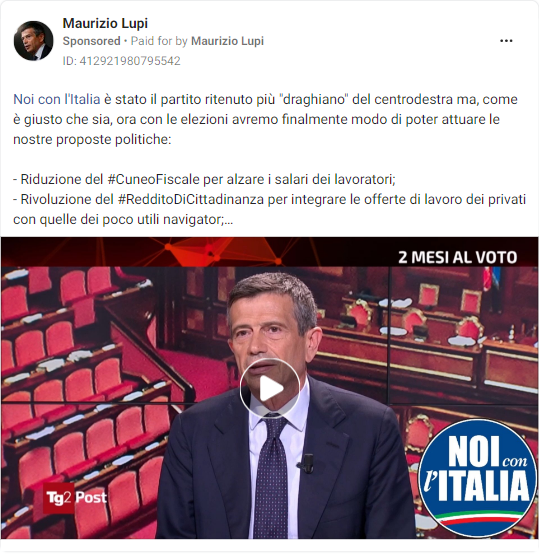 Maurizio Lupi
Sponsored • Paid for by Maurizio Lupi
ID: 412921980795542
Noi con l'Italia è stato il partito ritenuto più "draghiano" del centrodestra ma, come
è giusto che sia, ora con le elezioni avremo finalmente modo di poter attuare le
nostre proposte politiche:
- Riduzione del #CuneoFiscale per alzare i salari dei lavoratori;
- Rivoluzione del #RedditoDiCittadinanza per integrare le offerte di lavoro dei privati
con quelle dei poco utili navigator;...
2 MESI AL VOTO
Tg2 Post
NOI con
l'ITALIA